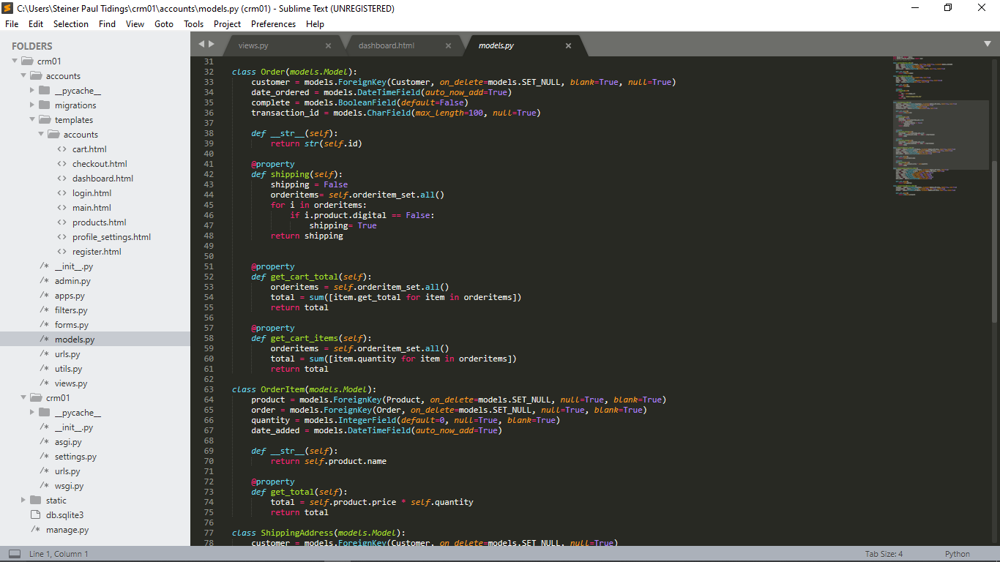 C:\Users\Steiner Paul Tidings\crm01\accounts\models.py (crm01) - Sublime Text (UNREGISTERED)
File Edit Selection Find View Goto Tools Project Preferences Help
FOLDERS
crm01
accounts
__pycache__
migrations
templates
accounts
cart.html
checkout.html
dashboard.html
login.html
main.html
products.html
profile_settings.html
register.html
__init__.py
admin.py
apps.py
filters.py
forms.py
models.py
urls.py
utils.py
views.py
crm01
__pycache__
__init__.py
asgi.py
settings.py
urls.py
wsgi.py
static
db.sqlite3
manage.py
views.py × dashboard.html × models.py ×
31
32 class Order(models.Model):
33     customer = models.ForeignKey(Customer, on_delete=models.SET_NULL, blank=True, null=True)
34     date_ordered = models.DateTimeField(auto_now_add=True)
35     complete = models.BooleanField(default=False)
36     transaction_id = models.CharField(max_length=100, null=True)
37
38     def __str__(self):
39         return str(self.id)
40
41     @property
42     def shipping(self):
43         shipping = False
44         orderitems= self.orderitem_set.all()
45         for i in orderitems:
46             if i.product.digital == False:
47                 shipping= True
48         return shipping
49
50
51     @property
52     def get_cart_total(self):
53         orderitems = self.orderitem_set.all()
54         total = sum([item.get_total for item in orderitems])
55         return total
56
57     @property
58     def get_cart_items(self):
59         orderitems = self.orderitem_set.all()
60         total = sum([item.quantity for item in orderitems])
61         return total
62
63 class OrderItem(models.Model):
64     product = models.ForeignKey(Product, on_delete=models.SET_NULL, null=True, blank=True)
65     order = models.ForeignKey(Order, on_delete=models.SET_NULL, null=True, blank=True)
66     quantity = models.IntegerField(default=0, null=True, blank=True)
67     date_added = models.DateTimeField(auto_now_add=True)
68
69     def __str__(self):
70         return self.product.name
71
72     @property
73     def get_total(self):
74         total = self.product.price * self.quantity
75         return total
76
77 class ShippingAddress(models.Model):
78     customer = models.ForeignKey(Customer, on_delete=models.SET_NULL, null=True)
Line 1, Column 1
Tab Size: 4
Python